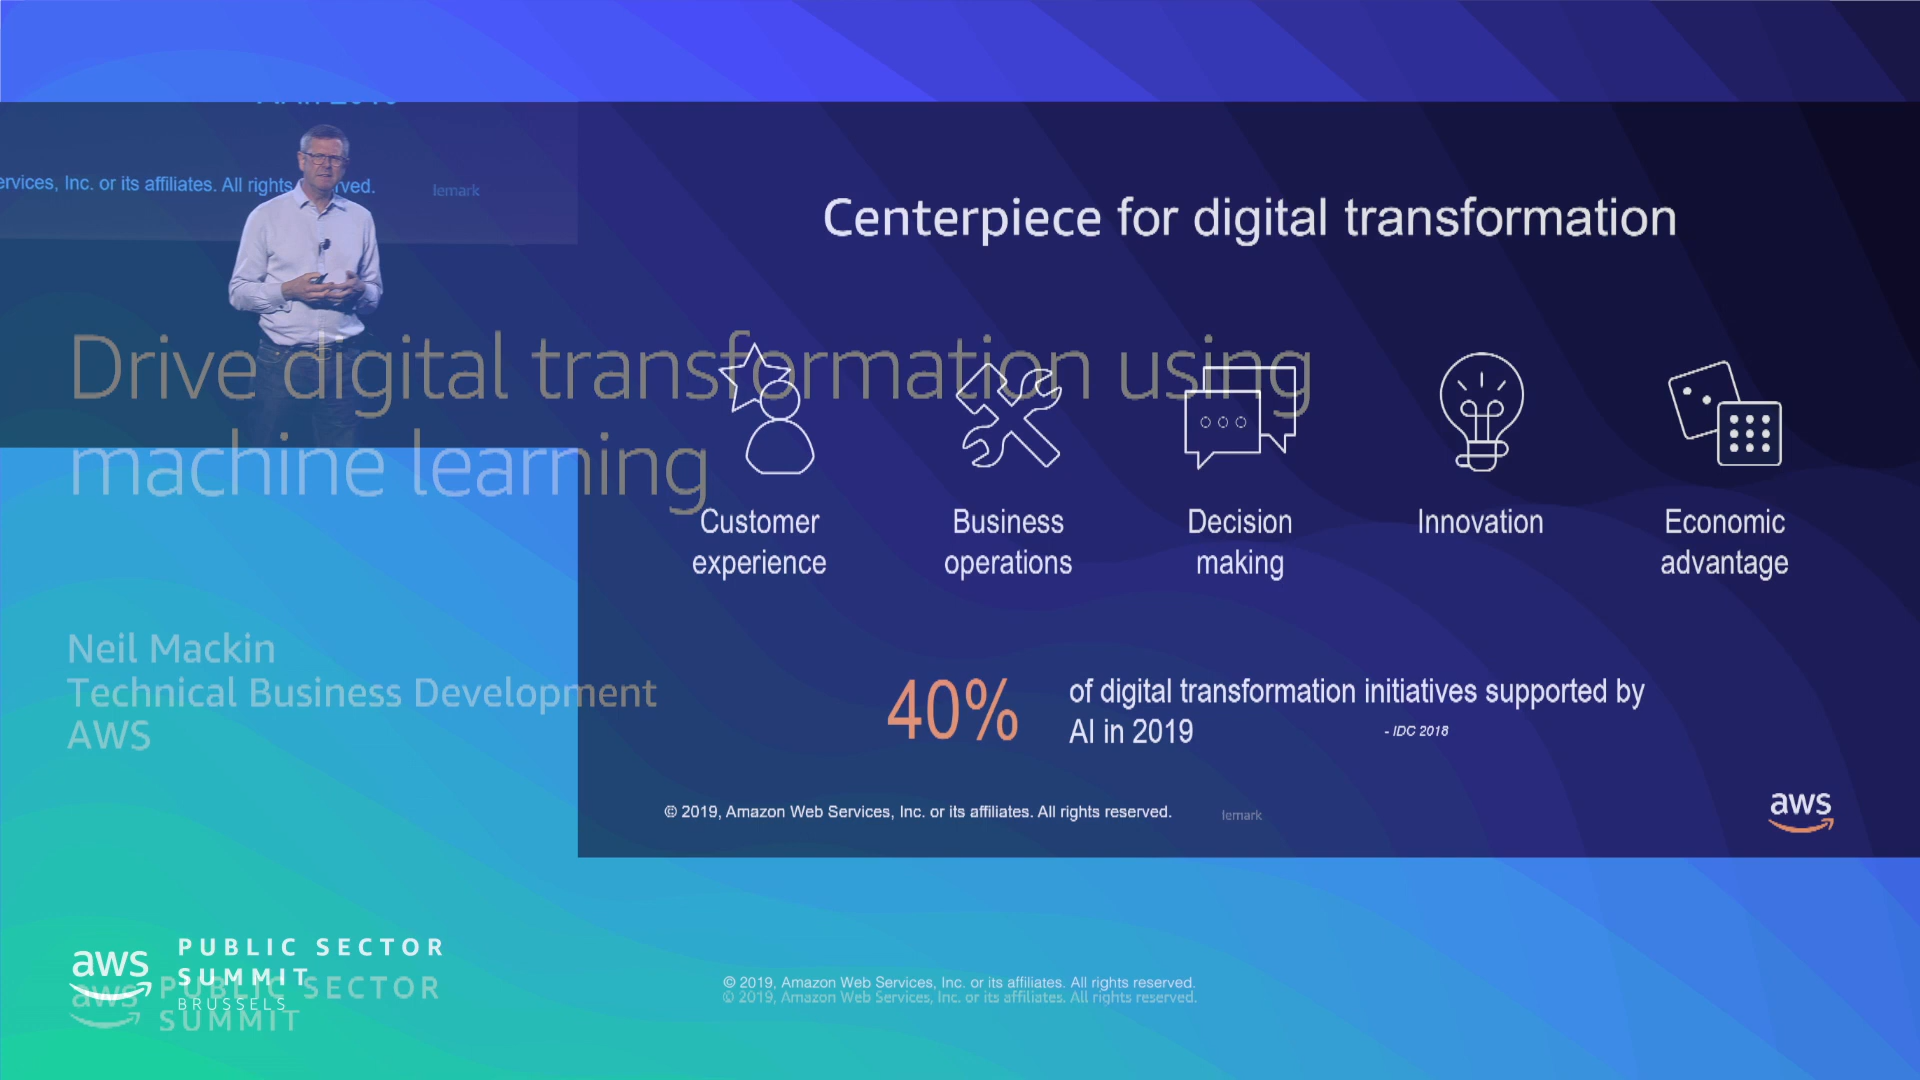 ervices, Inc. or its affiliates. All rights rved.
lemark
Centerpiece for digital transformation
Drive digital transformation using
machine learning
Customer
experience
Business
operations
Decision
making
Innovation
Economic
advantage
Neil Mackin
Technical Business Development
AWS
40%
of digital transformation initiatives supported by
AI in 2019
- IDC 2018
© 2019, Amazon Web Services, Inc. or its affiliates. All rights reserved.
lemark
aws
aws
PUBLIC SECTOR
SUMMIT
BRUSSELS
aws
PUBLIC SECTOR
SUMMIT
© 2019, Amazon Web Services, Inc. or its affiliates. All rights reserved.
© 2019, Amazon Web Services, Inc. or its affiliates. All rights reserved.